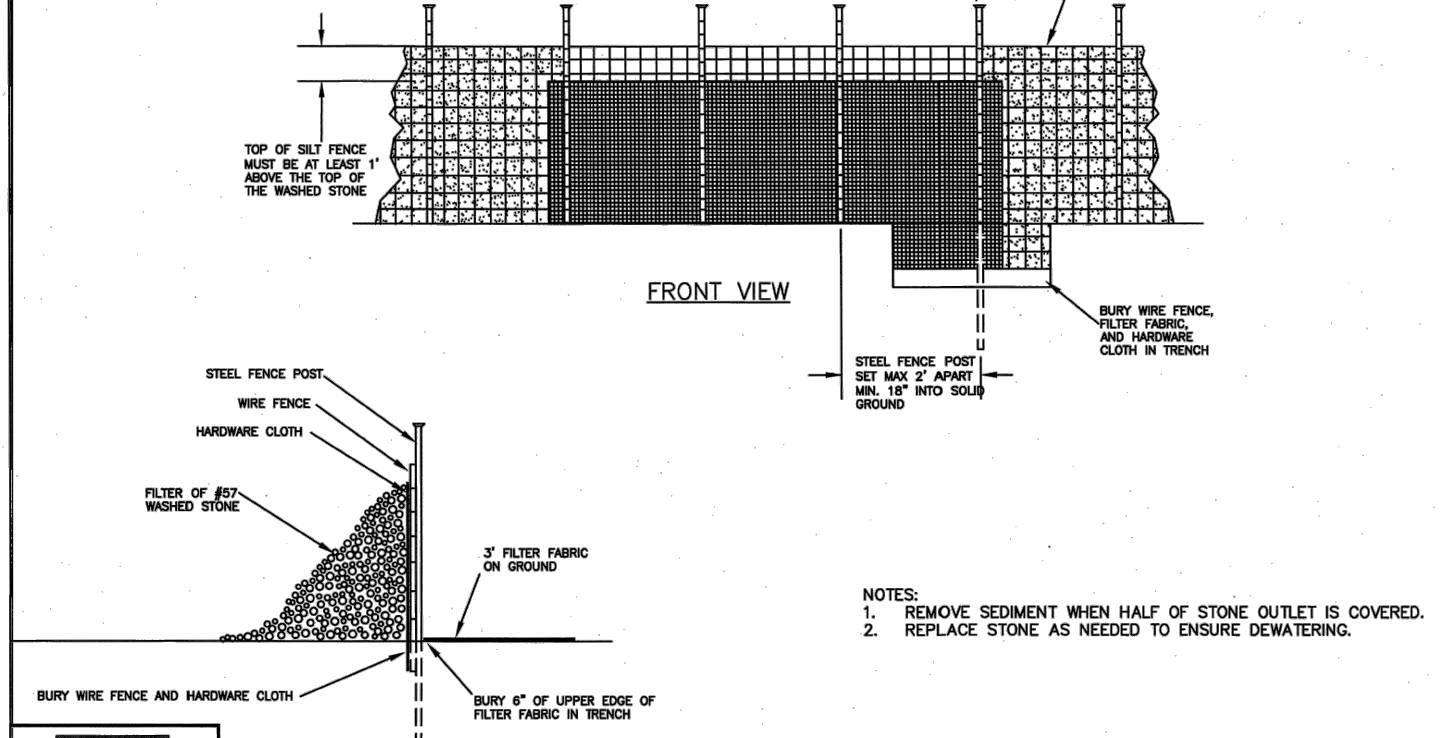 TOP OF SILT FENCE
MUST BE AT LEAST 1'
ABOVE THE TOP OF
THE WASHED STONE
FRONT VIEW
BURY WIRE FENCE,
FILTER FABRIC,
AND HARDWARE
CLOTH IN TRENCH
STEEL FENCE POST
SET MAX 2' APART
MIN. 18" INTO SOLID
GROUND
STEEL FENCE POST
WIRE FENCE
HARDWARE CLOTH
FILTER OF #57
WASHED STONE
3' FILTER FABRIC
ON GROUND
BURY WIRE FENCE AND HARDWARE CLOTH
BURY 6" OF UPPER EDGE OF
FILTER FABRIC IN TRENCH
NOTES:
1. REMOVE SEDIMENT WHEN HALF OF STONE OUTLET IS COVERED.
2. REPLACE STONE AS NEEDED TO ENSURE DEWATERING.